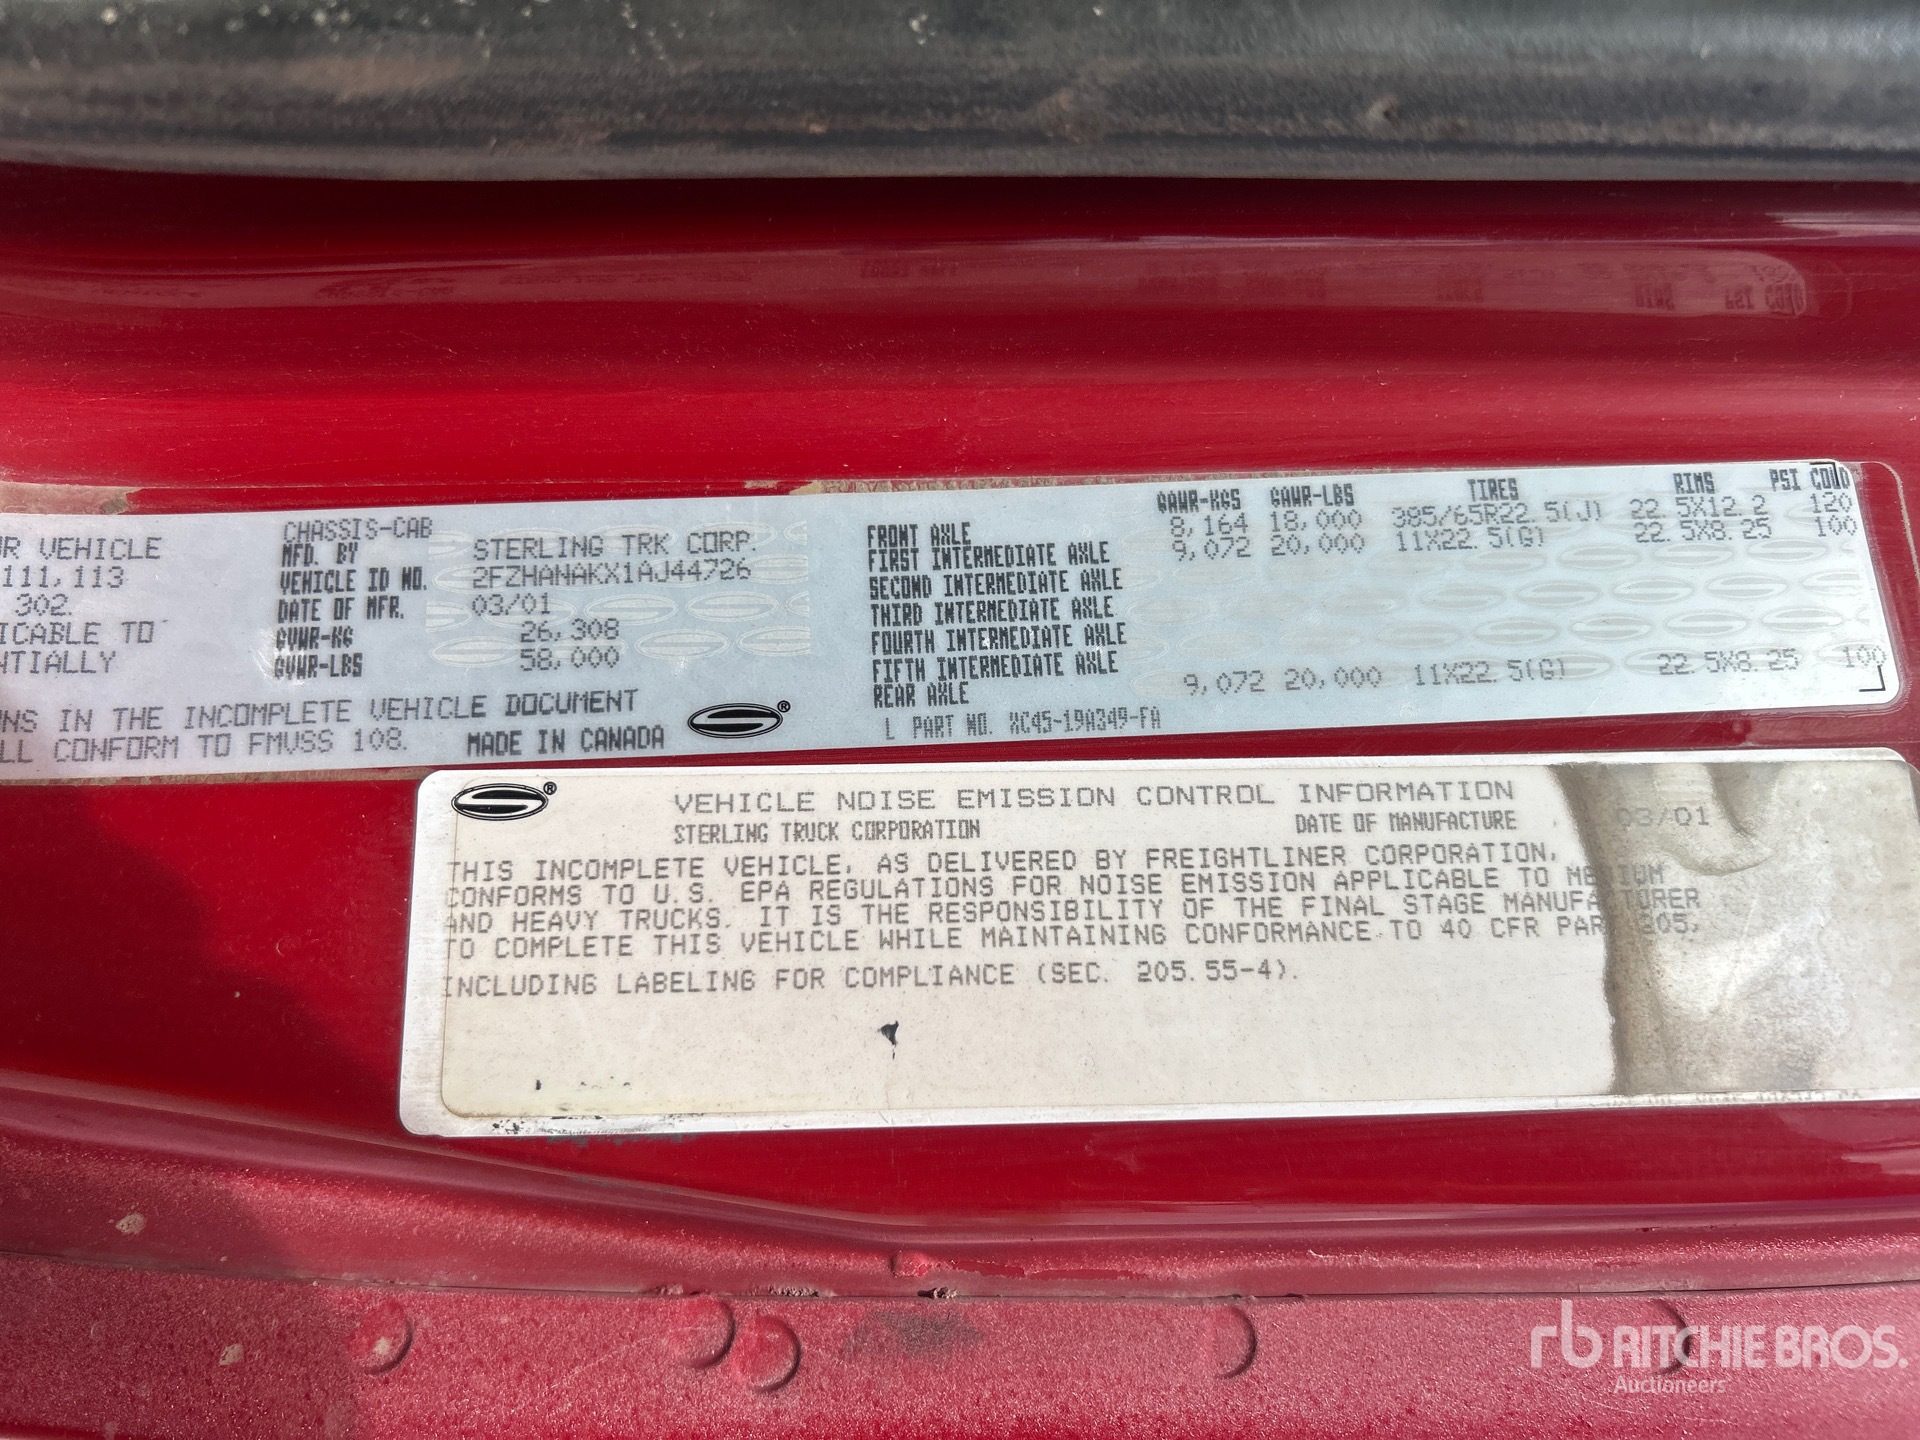 UR VEHICLE
111,113
302.
ICABLE TO
NTIALLY
NS IN THE INCOMPLETE VEHICLE DOCUMENT
LL CONFORM TO FMVSS 108.
MADE IN CANADA
CHASSIS-CAB
MFD. BY STERLING TRK CORP.
VEHICLE ID NO. 2FZHANAKX1AJ44726
DATE OF MFR. 03/01
GVWR-KG 26,308
GVWR-LBS 58,000
GAWR-KGS GAWR-LBS TIRES RIMS PSI COLD
FRONT AXLE 8,164 18,000 385/65R22.5(J) 22.5X12.2 120
FIRST INTERMEDIATE AXLE 9,072 20,000 11X22.5(G) 22.5X8.25 100
SECOND INTERMEDIATE AXLE
THIRD INTERMEDIATE AXLE
FOURTH INTERMEDIATE AXLE
FIFTH INTERMEDIATE AXLE
REAR AXLE 9,072 20,000 11X22.5(G) 22.5X8.25 100
L PART NO. XC45-19A349-FA
VEHICLE NOISE EMISSION CONTROL INFORMATION
STERLING TRUCK CORPORATION DATE OF MANUFACTURE 03/01
THIS INCOMPLETE VEHICLE, AS DELIVERED BY FREIGHTLINER CORPORATION,
CONFORMS TO U.S. EPA REGULATIONS FOR NOISE EMISSION APPLICABLE TO MEDIUM
AND HEAVY TRUCKS. IT IS THE RESPONSIBILITY OF THE FINAL STAGE MANUFACTURER
TO COMPLETE THIS VEHICLE WHILE MAINTAINING CONFORMANCE TO 40 CFR PART 205,
INCLUDING LABELING FOR COMPLIANCE (SEC. 205.55-4).
rb RITCHIE BROS.
Auctioneers